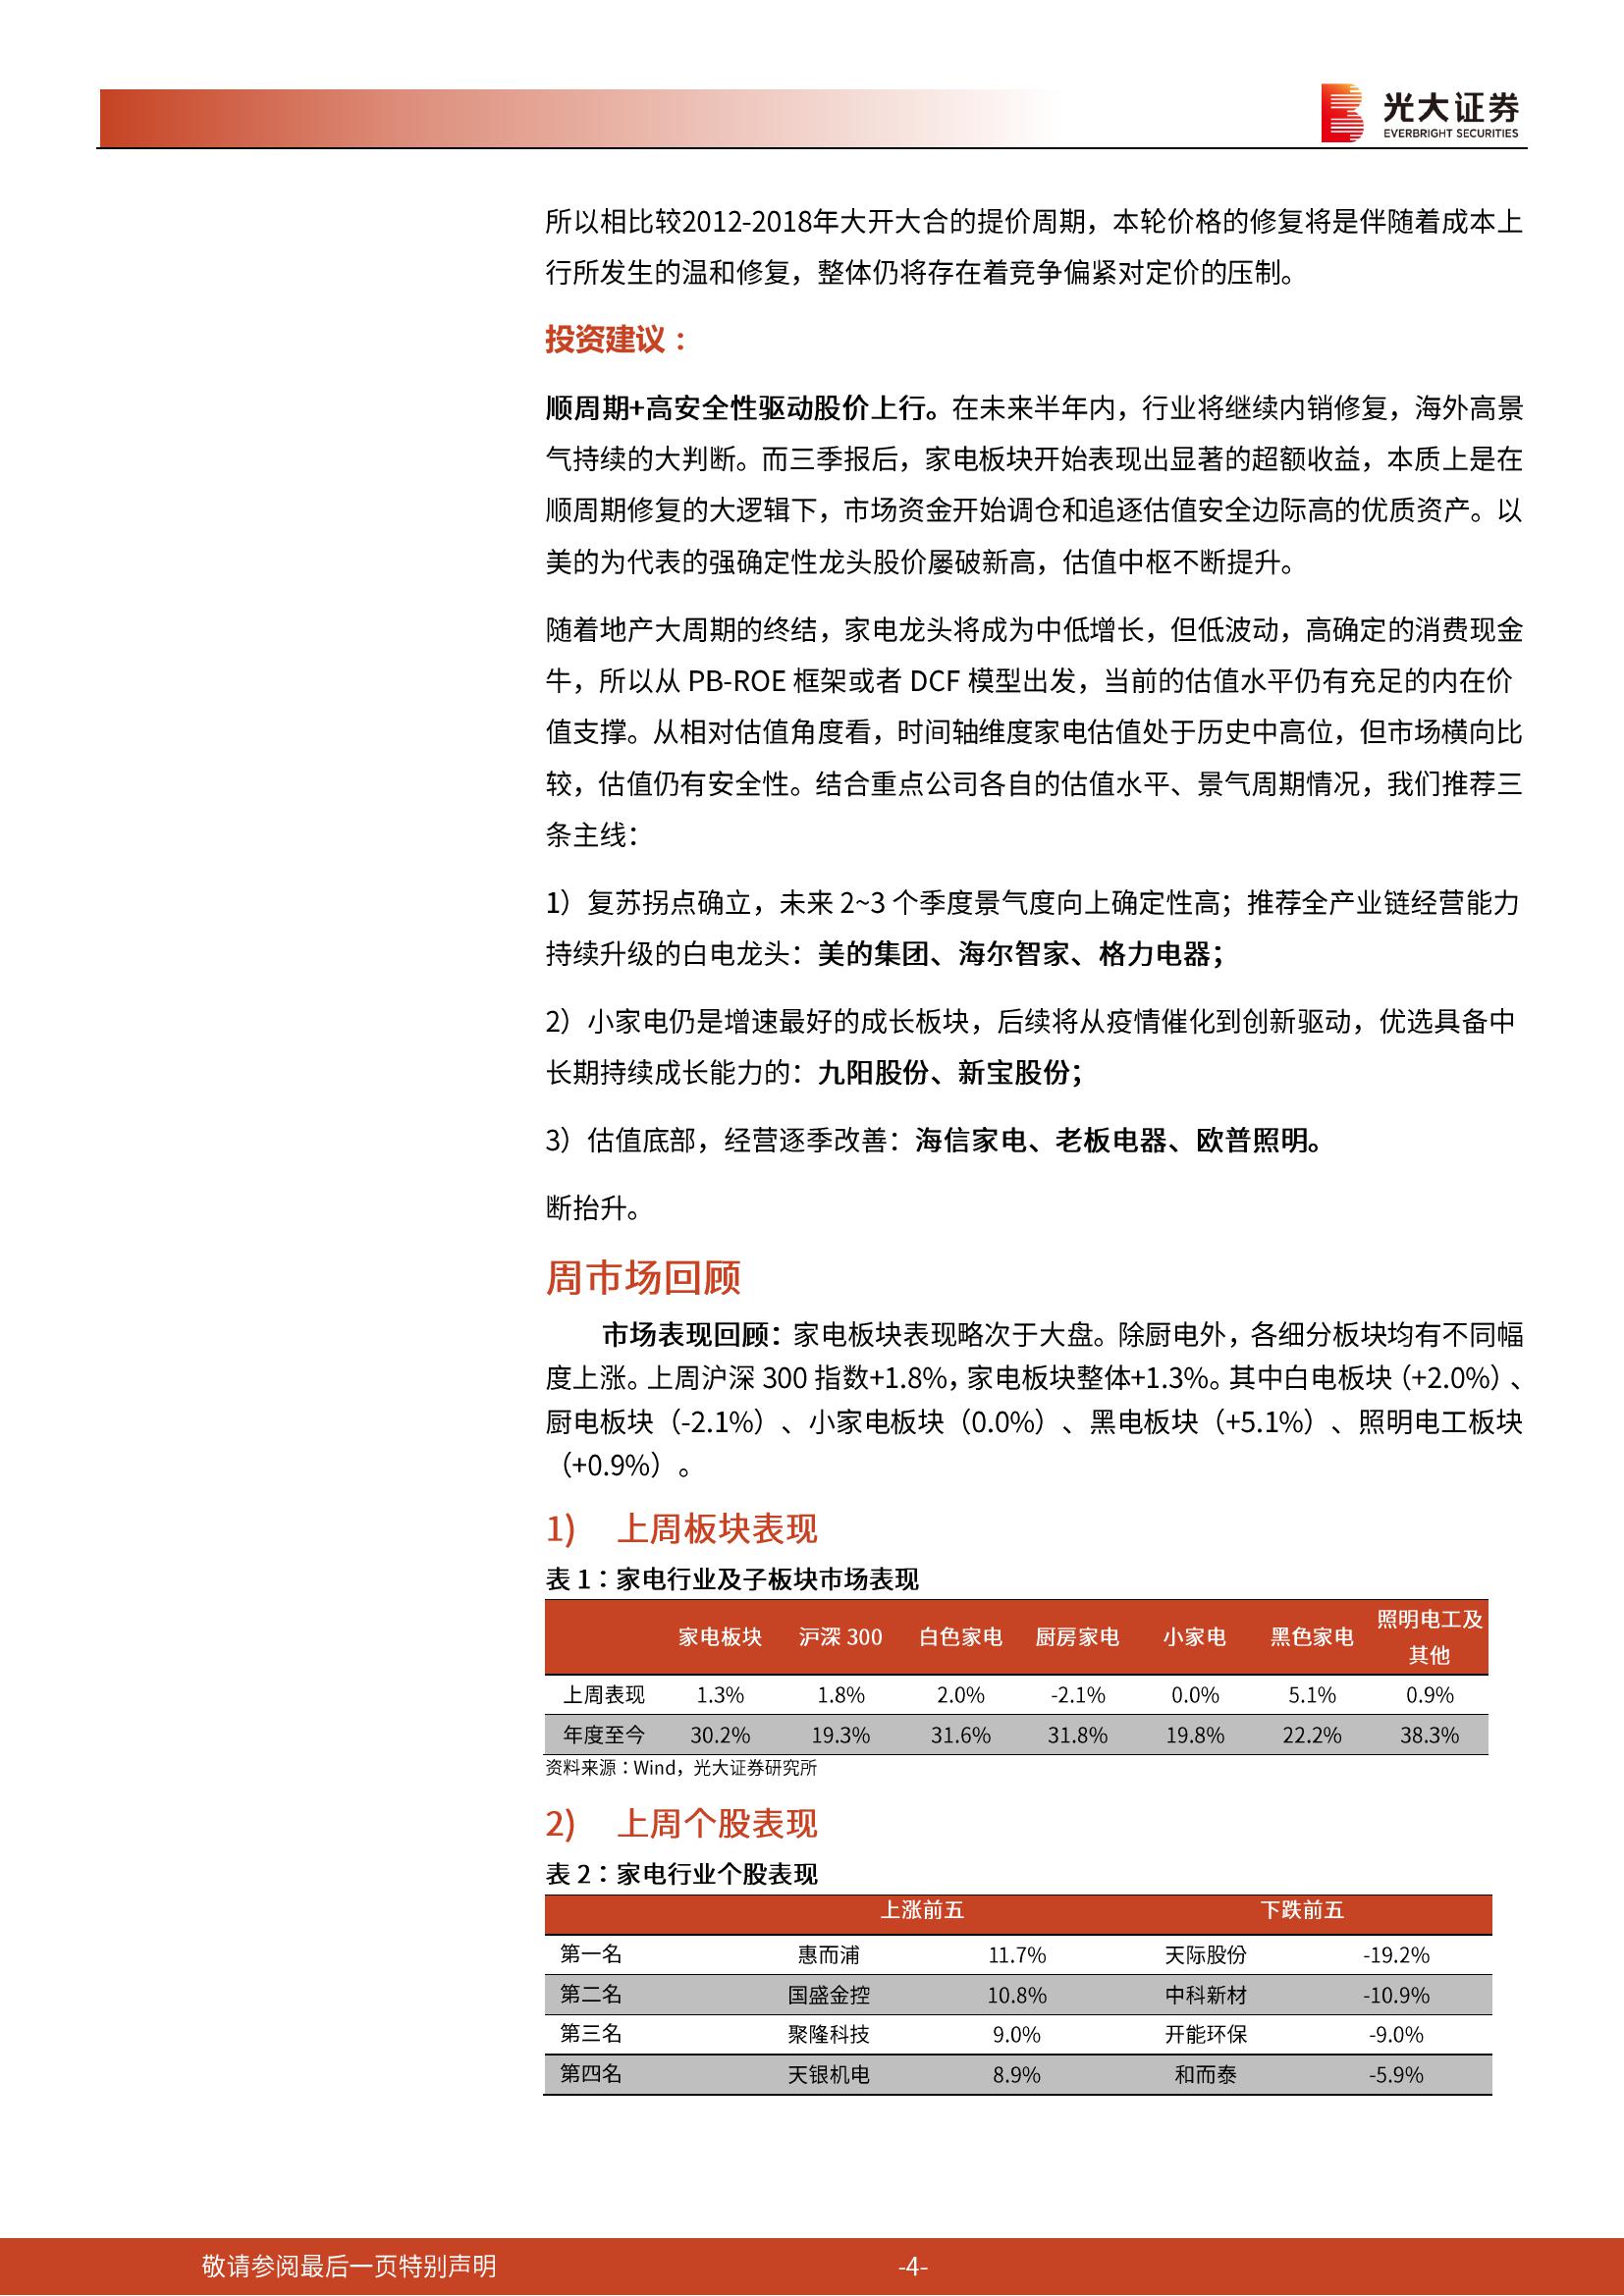 光大证券
EVERBRIGHT SECURITIES
所以相比较2012-2018年大开大合的提价周期，本轮价格的修复将是伴随着成本上
行所发生的温和修复，整体仍将存在着竞争偏紧对定价的压制。
投资建议：
顺周期+高安全性驱动股价上行。在未来半年内，行业将继续内销修复，海外高景
气持续的大判断。而三季报后，家电板块开始表现出显著的超额收益，本质上是在
顺周期修复的大逻辑下，市场资金开始调仓和追逐估值安全边际高的优质资产。以
美的为代表的强确定性龙头股价屡破新高，估值中枢不断提升。
随着地产大周期的终结，家电龙头将成为中低增长，但低波动，高确定的消费现金
牛，所以从 PB-ROE 框架或者 DCF 模型出发，当前的估值水平仍有充足的内在价
值支撑。从相对估值角度看，时间轴维度家电估值处于历史中高位，但市场横向比
较，估值仍有安全性。结合重点公司各自的估值水平、景气周期情况，我们推荐三
条主线：
1）复苏拐点确立，未来 2~3 个季度景气度向上确定性高；推荐全产业链经营能力
持续升级的白电龙头：美的集团、海尔智家、格力电器；
2）小家电仍是增速最好的成长板块，后续将从疫情催化到创新驱动，优选具备中
长期持续成长能力的：九阳股份、新宝股份；
3）估值底部，经营逐季改善：海信家电、老板电器、欧普照明。
断抬升。
周市场回顾
市场表现回顾：家电板块表现略次于大盘。除厨电外，各细分板块均有不同幅
度上涨。上周沪深 300 指数+1.8%，家电板块整体+1.3%。其中白电板块（+2.0%）、
厨电板块（-2.1%）、小家电板块（0.0%）、黑电板块（+5.1%）、照明电工板块
（+0.9%）。
1) 上周板块表现
表 1：家电行业及子板块市场表现
家电板块 沪深 300 白色家电 厨房家电 小家电 黑色家电 照明电工及
其他
上周表现 1.3% 1.8% 2.0% -2.1% 0.0% 5.1% 0.9%
年度至今 30.2% 19.3% 31.6% 31.8% 19.8% 22.2% 38.3%
资料来源：Wind，光大证券研究所
2) 上周个股表现
表 2：家电行业个股表现
上涨前五 下跌前五
第一名 惠而浦 11.7% 天际股份 -19.2%
第二名 国盛金控 10.8% 中科新材 -10.9%
第三名 聚隆科技 9.0% 开能环保 -9.0%
第四名 天银机电 8.9% 和而泰 -5.9%
敬请参阅最后一页特别声明 -4-